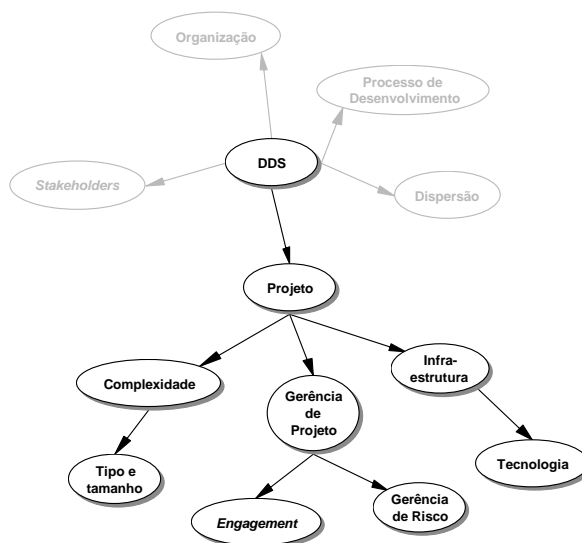 Organização
Processo de
Desenvolvimento
DDS
Stakeholders
Dispersão
Projeto
Complexidade
Gerência
de
Projeto
Infra-
estrutura
Tipo e
tamanho
Tecnologia
Engagement
Gerência
de Risco